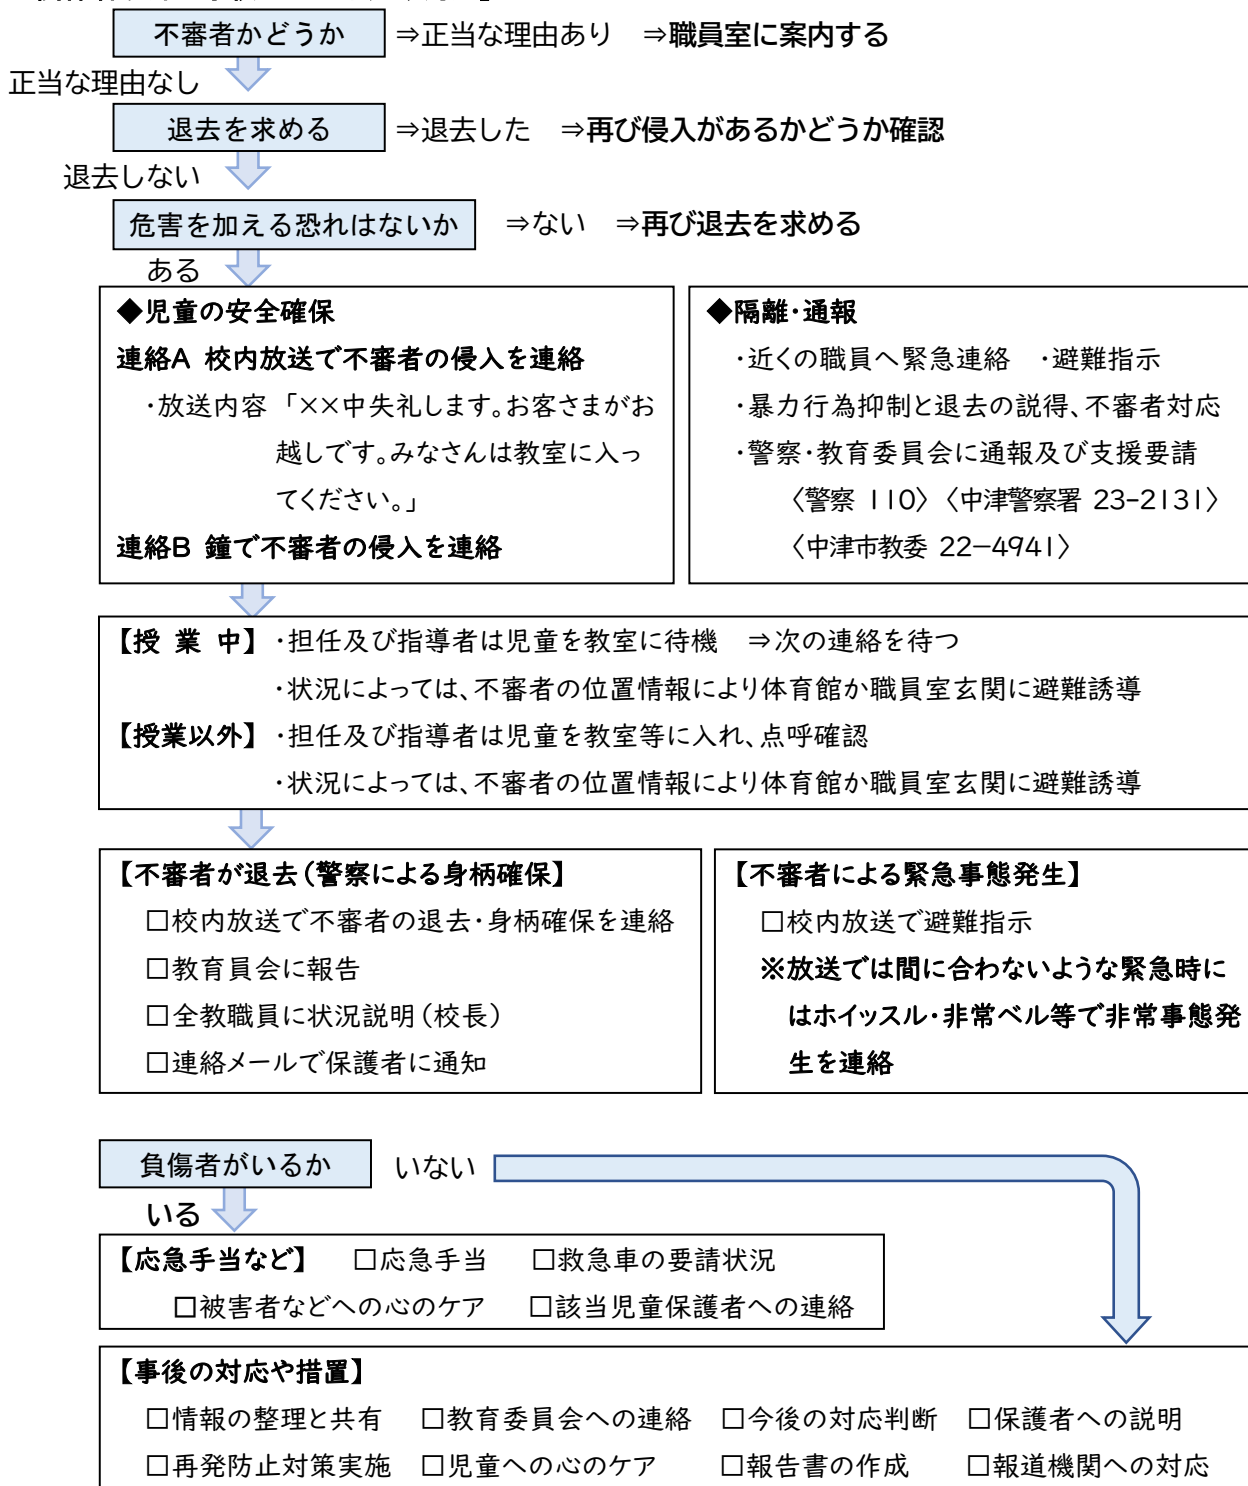 不審者かどうか ⇒正当な理由あり ⇒職員室に案内する
正当な理由なし
退去を求める ⇒退去した ⇒再び侵入があるかどうか確認
退去しない
危害を加える恐れはないか ⇒ない ⇒再び退去を求める
ある
◆児童の安全確保
連絡A 校内放送で不審者の侵入を連絡
・放送内容 「××中失礼します。お客さまがお
越しです。みなさんは教室に入っ
てください。」
連絡B 鐘で不審者の侵入を連絡
◆隔離・通報
・近くの職員へ緊急連絡 ・避難指示
・暴力行為抑制と退去の説得、不審者対応
・警察・教育委員会に通報及び支援要請
〈警察 110〉〈中津警察署 23-2131〉
〈中津市教委 22-4941〉
【授 業 中】・担任及び指導者は児童を教室に待機 ⇒次の連絡を待つ
・状況によっては、不審者の位置情報により体育館か職員室玄関に避難誘導
【授業以外】・担任及び指導者は児童を教室等に入れ、点呼確認
・状況によっては、不審者の位置情報により体育館か職員室玄関に避難誘導
【不審者が退去(警察による身柄確保】
□校内放送で不審者の退去・身柄確保を連絡
□教育員会に報告
□全教職員に状況説明(校長)
□連絡メールで保護者に通知
【不審者による緊急事態発生】
□校内放送で避難指示
※放送では間に合わないような緊急時に
はホイッスル・非常ベル等で非常事態発
生を連絡
負傷者がいるか いない
いる
【応急手当など】 □応急手当 □救急車の要請状況
□被害者などへの心のケア □該当児童保護者への連絡
【事後の対応や措置】
□情報の整理と共有 □教育委員会への連絡 □今後の対応判断 □保護者への説明
□再発防止対策実施 □児童への心のケア □報告書の作成 □報道機関への対応